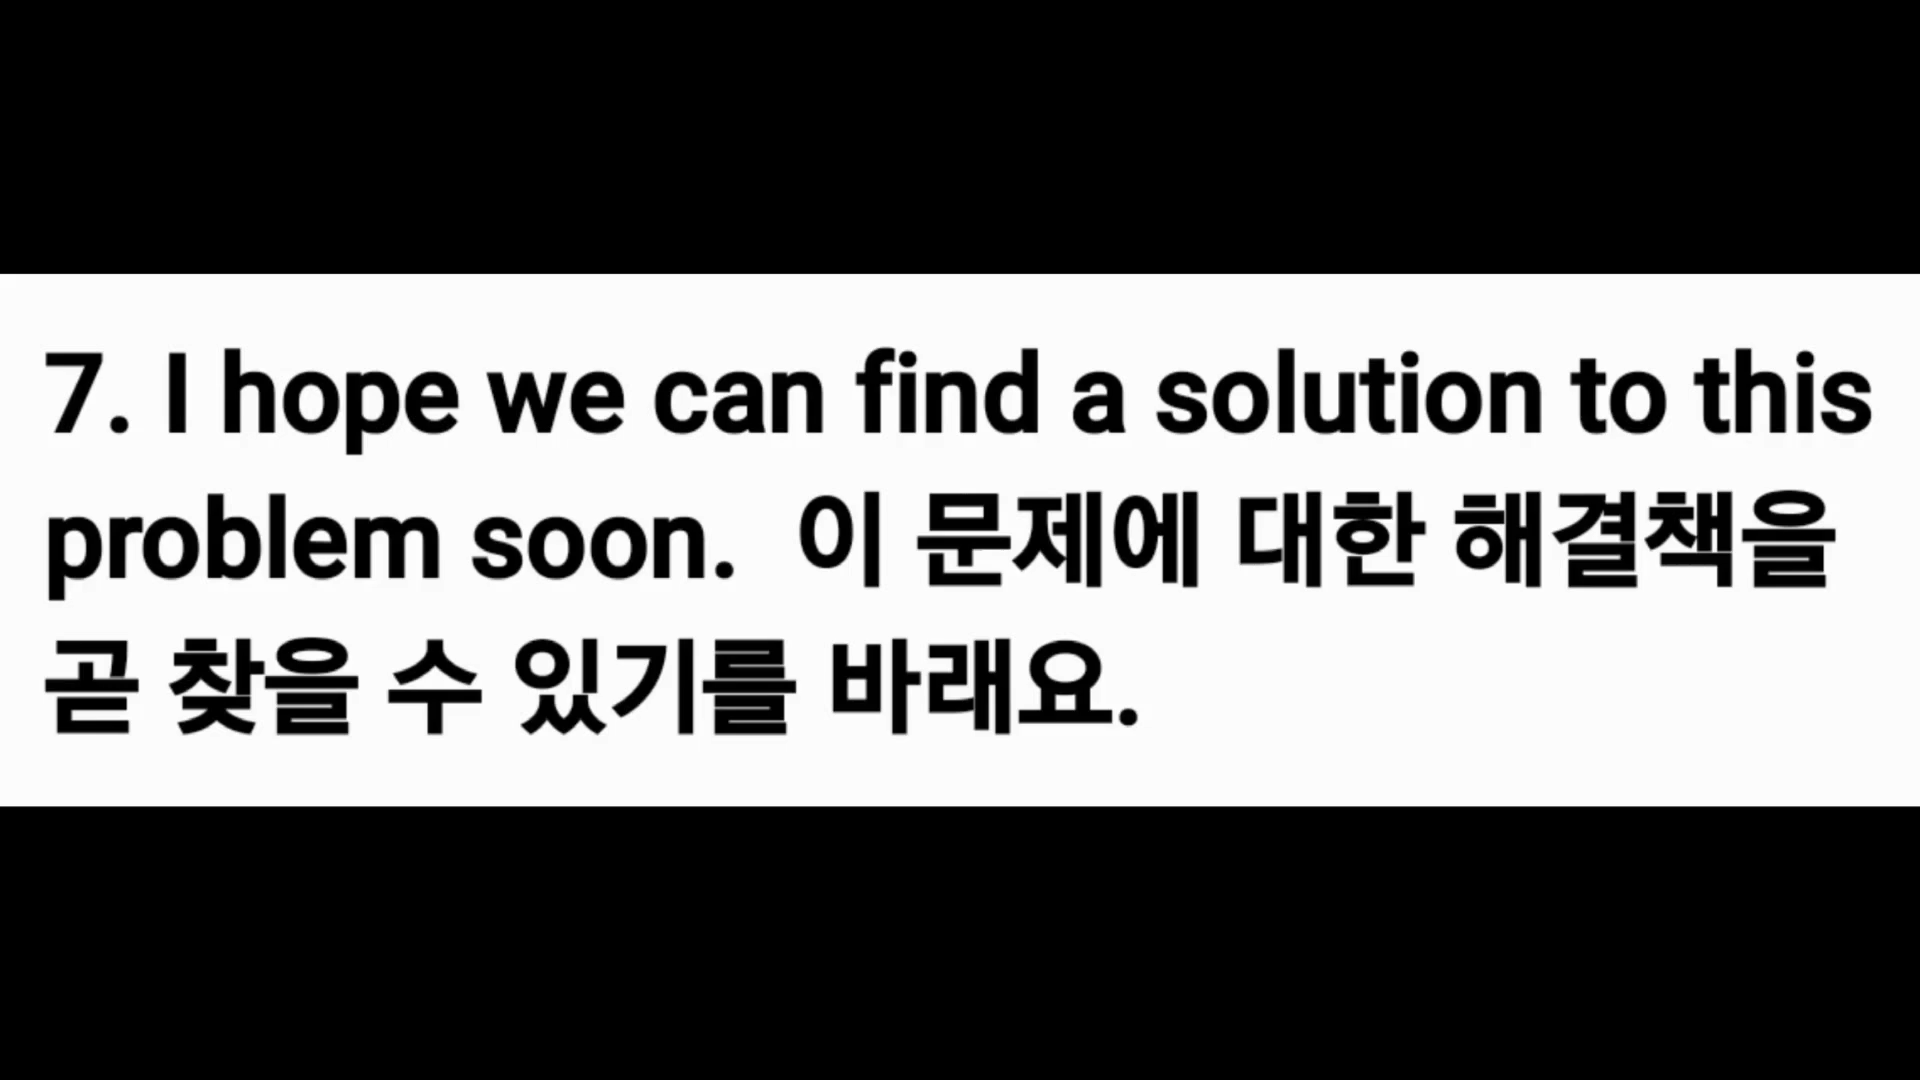 7. I hope we can find a solution to this
problem soon. 이 문제에 대한 해결책을
곧 찾을 수 있기를 바래요.